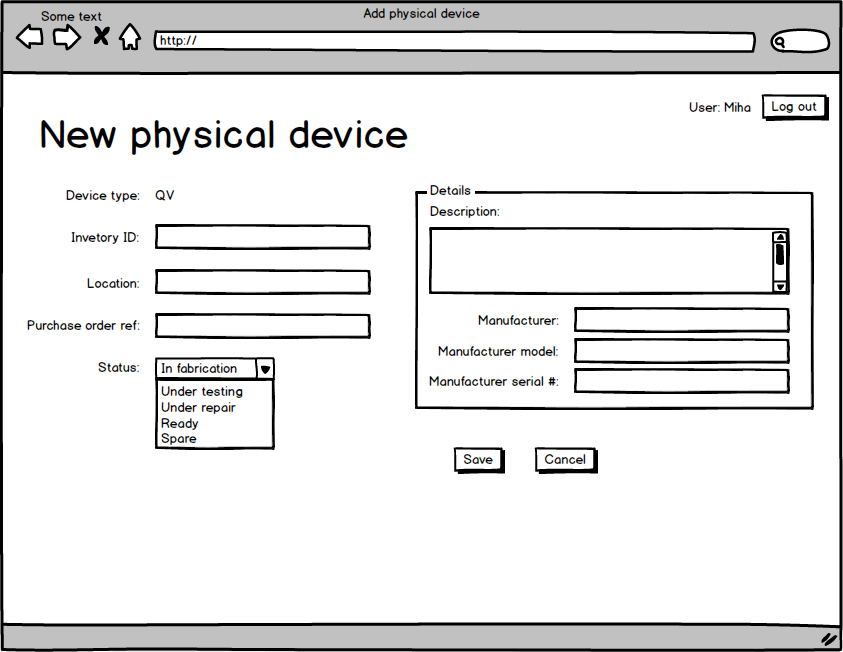 Some text
Add physical device
http://
User: Miha
Log out
New physical device
Device type: QV
Invetory ID:
Location:
Purchase order ref:
Status: In fabrication
Under testing
Under repair
Ready
Spare
Details
Description:
Manufacturer:
Manufacturer model:
Manufacturer serial #:
Save
Cancel